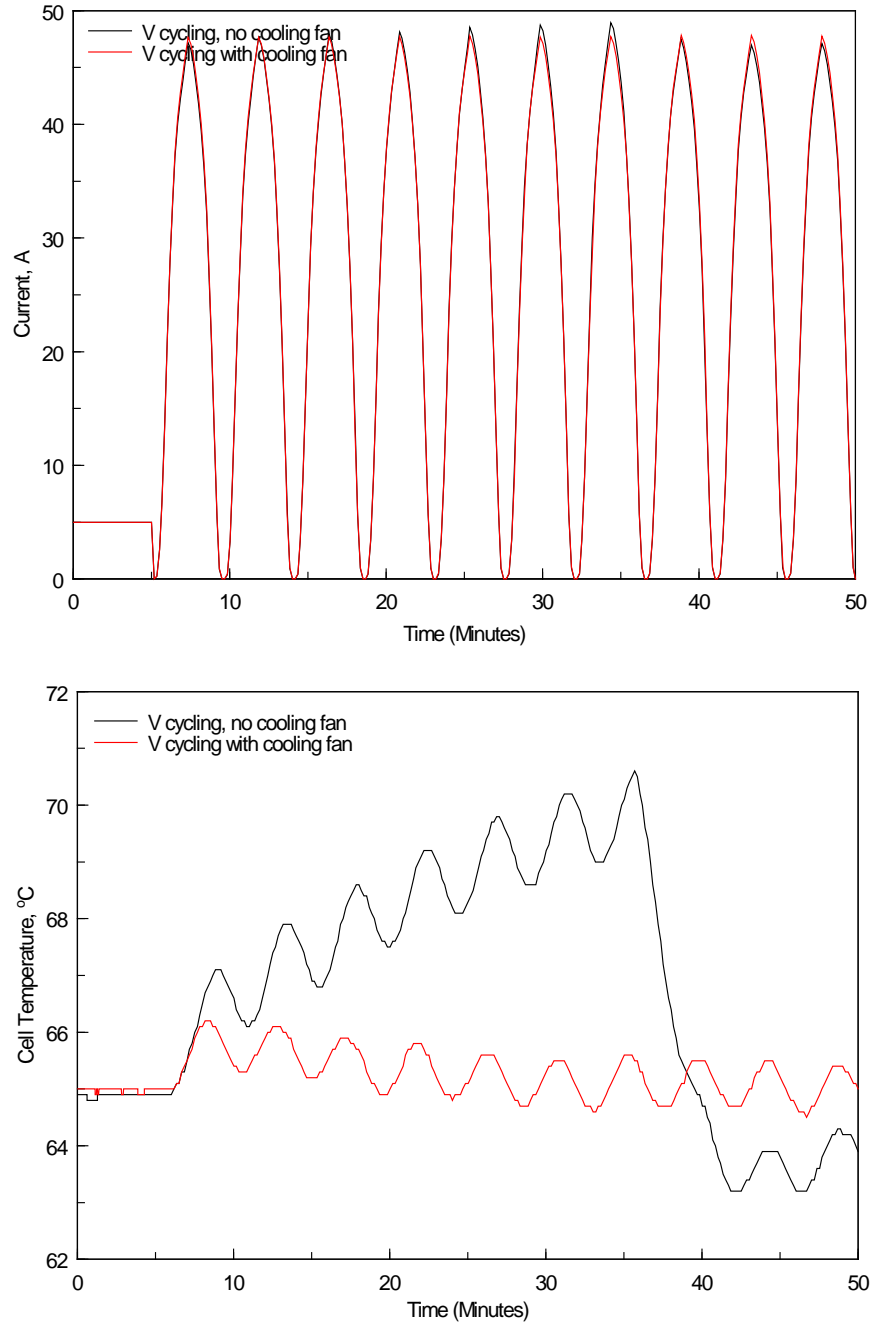 50
V cycling, no cooling fan
V cycling with cooling fan
40
30
Current, A
20
10
0
0 10 20 30 40 50
Time (Minutes)
72
V cycling, no cooling fan
V cycling with cooling fan
70
68
Cell Temperature, ºC
66
64
62
0 10 20 30 40 50
Time (Minutes)